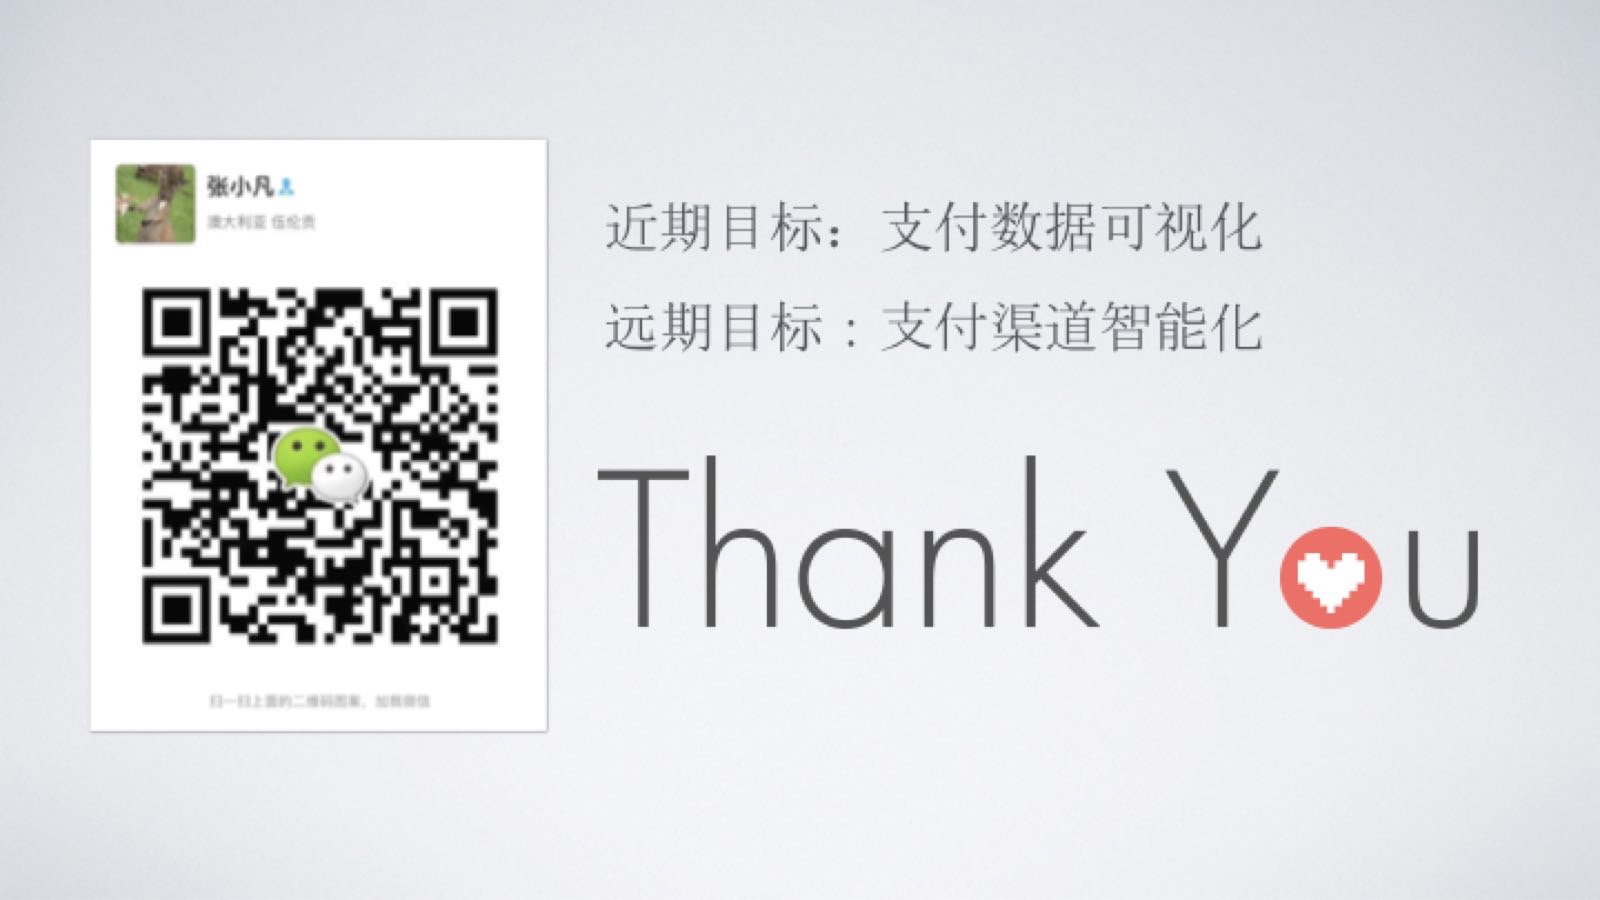 张小凡
澳大利亚 伍伦贡
扫一扫上面的二维码图案，加我微信
近期目标：支付数据可视化
远期目标：支付渠道智能化
Thank You